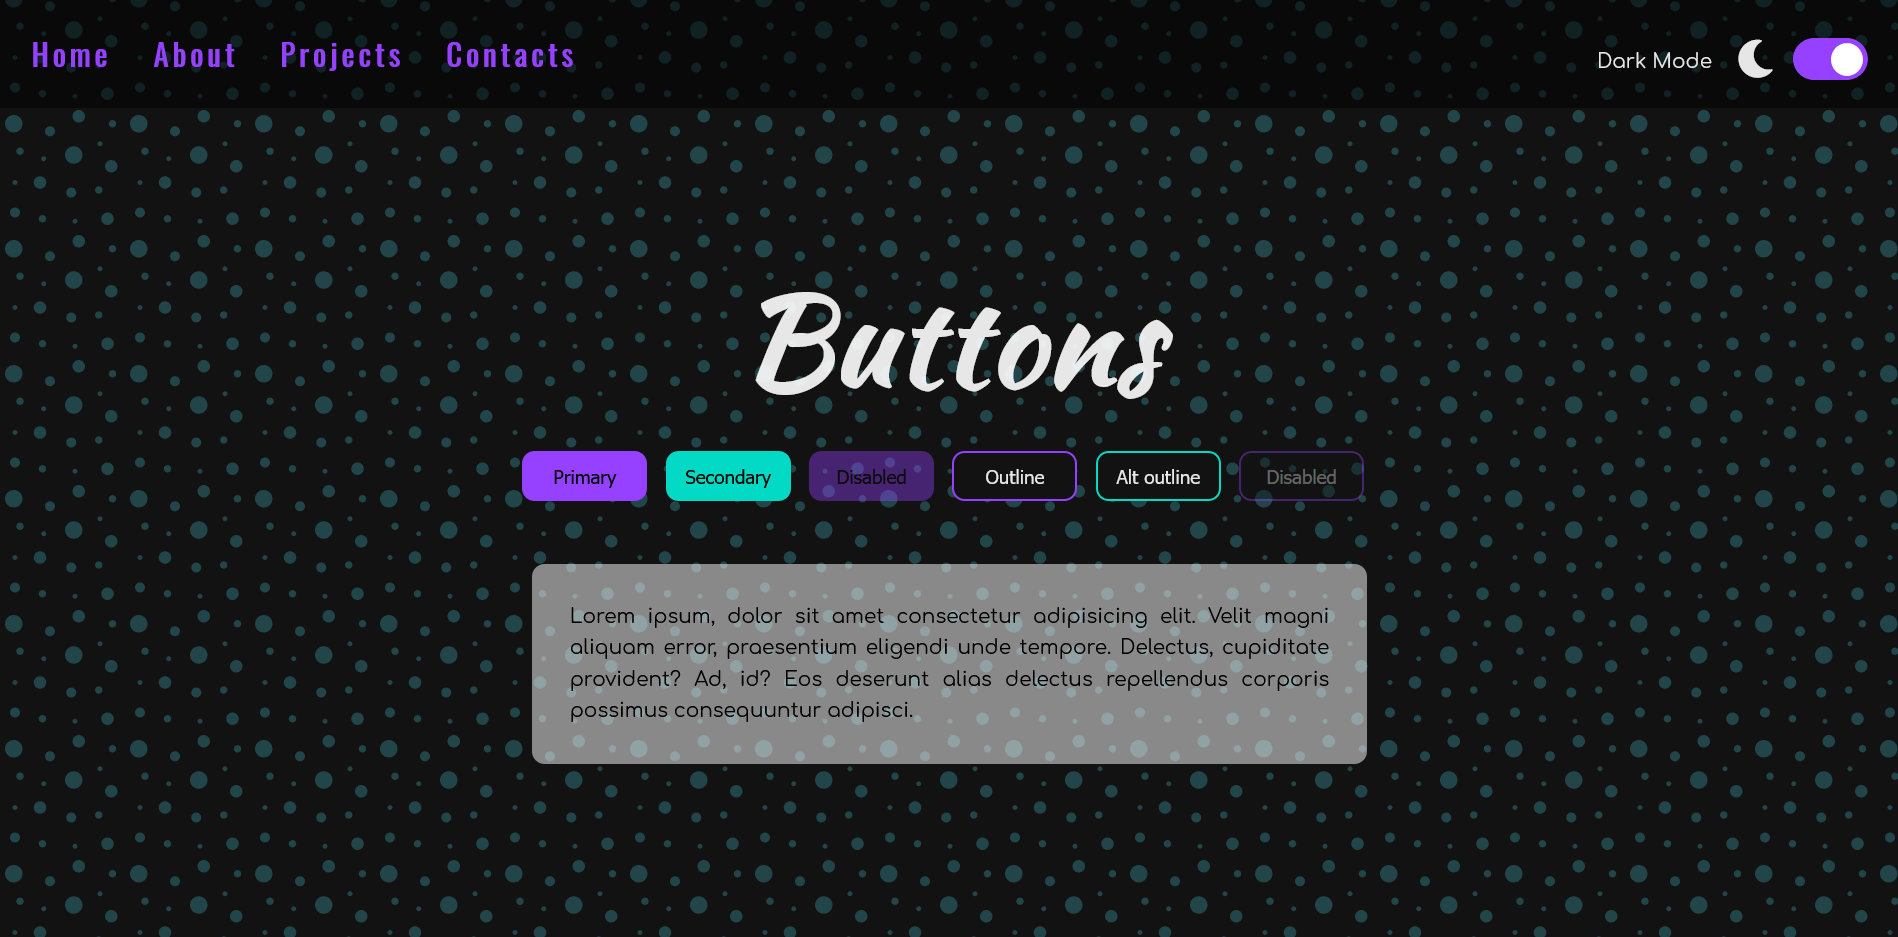 Home About Projects Contacts Dark Mode
Buttons
Primary Secondary Disabled Outline Alt outline Disabled
Lorem ipsum, dolor sit amet consectetur adipisicing elit. Velit magni
aliquam error, praesentium eligendi unde tempore. Delectus, cupiditate
provident? Ad, id? Eos deserunt alias delectus repellendus corporis
possimus consequuntur adipisci.